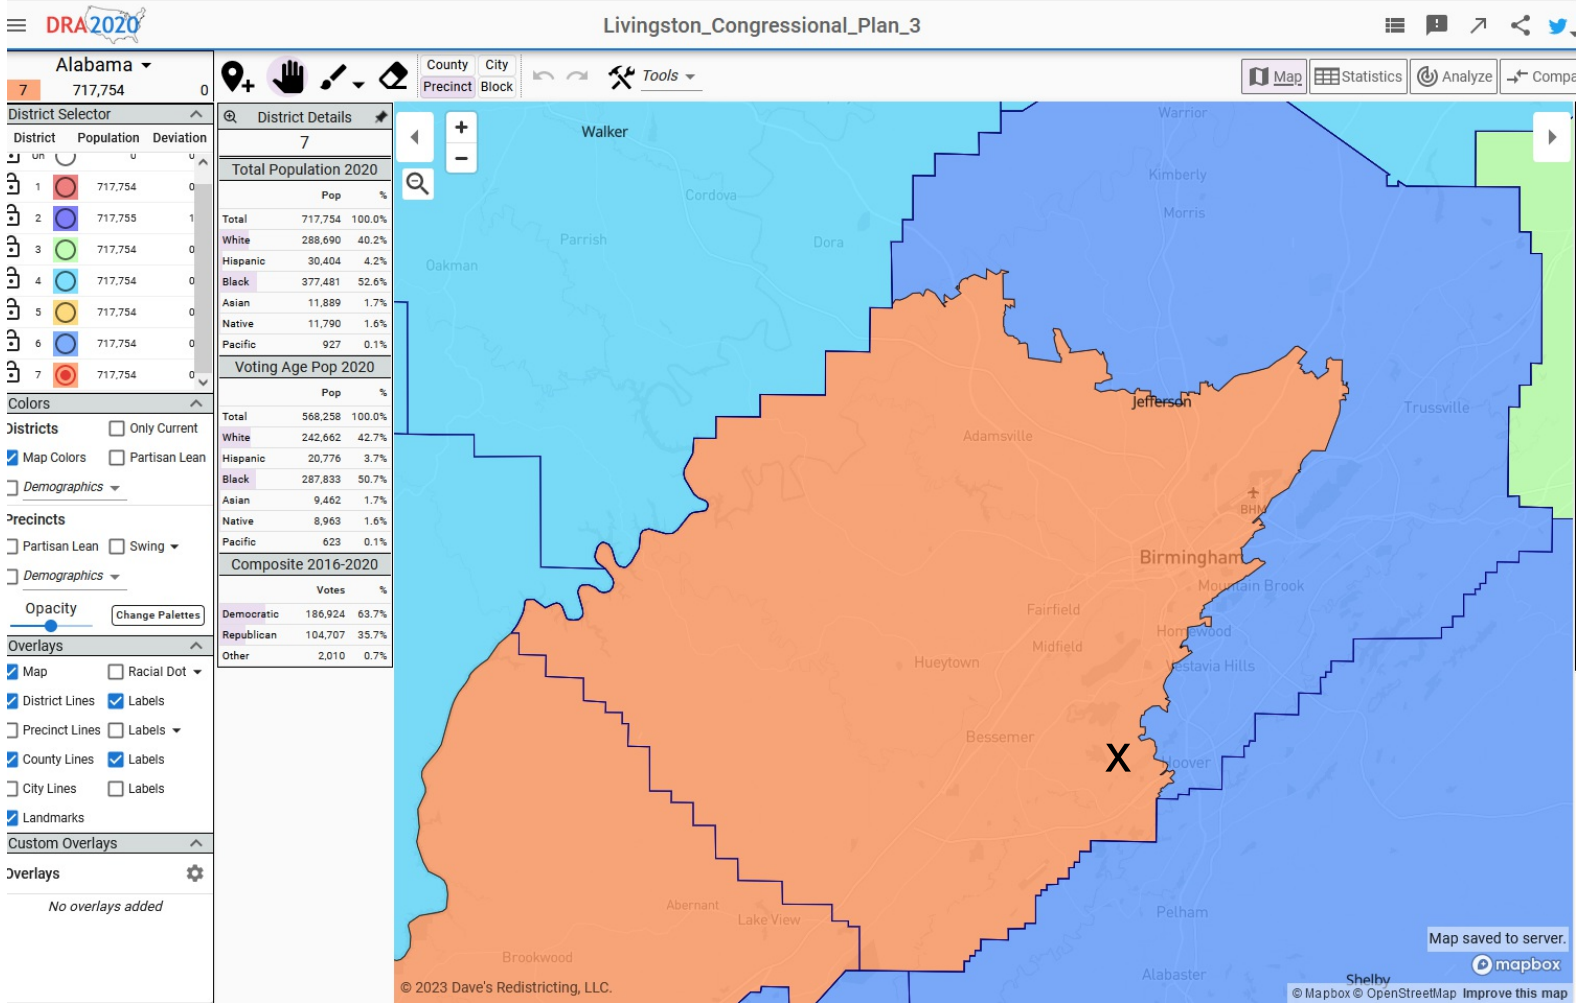 DRA2020
Livingston_Congressional_Plan_3
Alabama
7 717,754 0
County City
Precinct Block
Tools
Map Statistics Analyze Compa
District Selector
District Population Deviation
Un 0 0
1 717,754 0
2 717,755 1
3 717,754 0
4 717,754 0
5 717,754 0
6 717,754 0
7 717,754 0
Colors
Districts Only Current
Map Colors Partisan Lean
Demographics
Precincts
Partisan Lean Swing
Demographics
Opacity
Change Palettes
Overlays
Map Racial Dot
District Lines Labels
Precinct Lines Labels
County Lines Labels
City Lines Labels
Landmarks
Custom Overlays
Overlays
No overlays added
District Details
7
Total Population 2020
Pop %
Total 717,754 100.0%
White 288,690 40.2%
Hispanic 30,404 4.2%
Black 377,481 52.6%
Asian 11,889 1.7%
Native 11,790 1.6%
Pacific 927 0.1%
Voting Age Pop 2020
Pop %
Total 568,258 100.0%
White 242,662 42.7%
Hispanic 20,776 3.7%
Black 287,833 50.7%
Asian 9,462 1.7%
Native 8,963 1.6%
Pacific 623 0.1%
Composite 2016-2020
Votes %
Democratic 186,924 63.7%
Republican 104,707 35.7%
Other 2,010 0.7%
+
−
Warrior
Walker
Kimberly
Cordova
Morris
Parrish
Dora
Oakman
Jefferson
Trussville
Adamsville
BHM
Birmingham
Mountain Brook
Fairfield
Homewood
Midfield
Hueytown
Vestavia Hills
Bessemer
X
Hoover
Abernant
Lake View
Pelham
Brookwood
Alabaster
Shelby
Map saved to server.
mapbox
© 2023 Dave's Redistricting, LLC.
© Mapbox © OpenStreetMap Improve this map